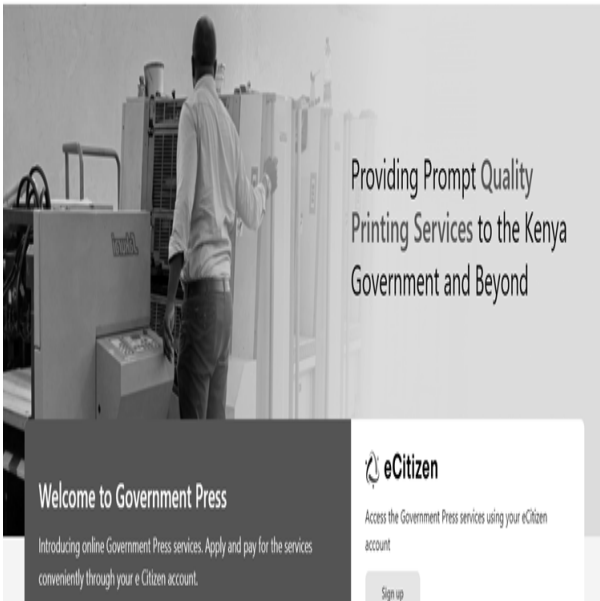 Providing Prompt Quality
Printing Services to the Kenya
Government and Beyond
Welcome to Government Press
Introducing online Government Press services. Apply and pay for the services
conveniently through your e Citizen account.
eCitizen
Access the Government Press services using your eCitizen
account
Sign up